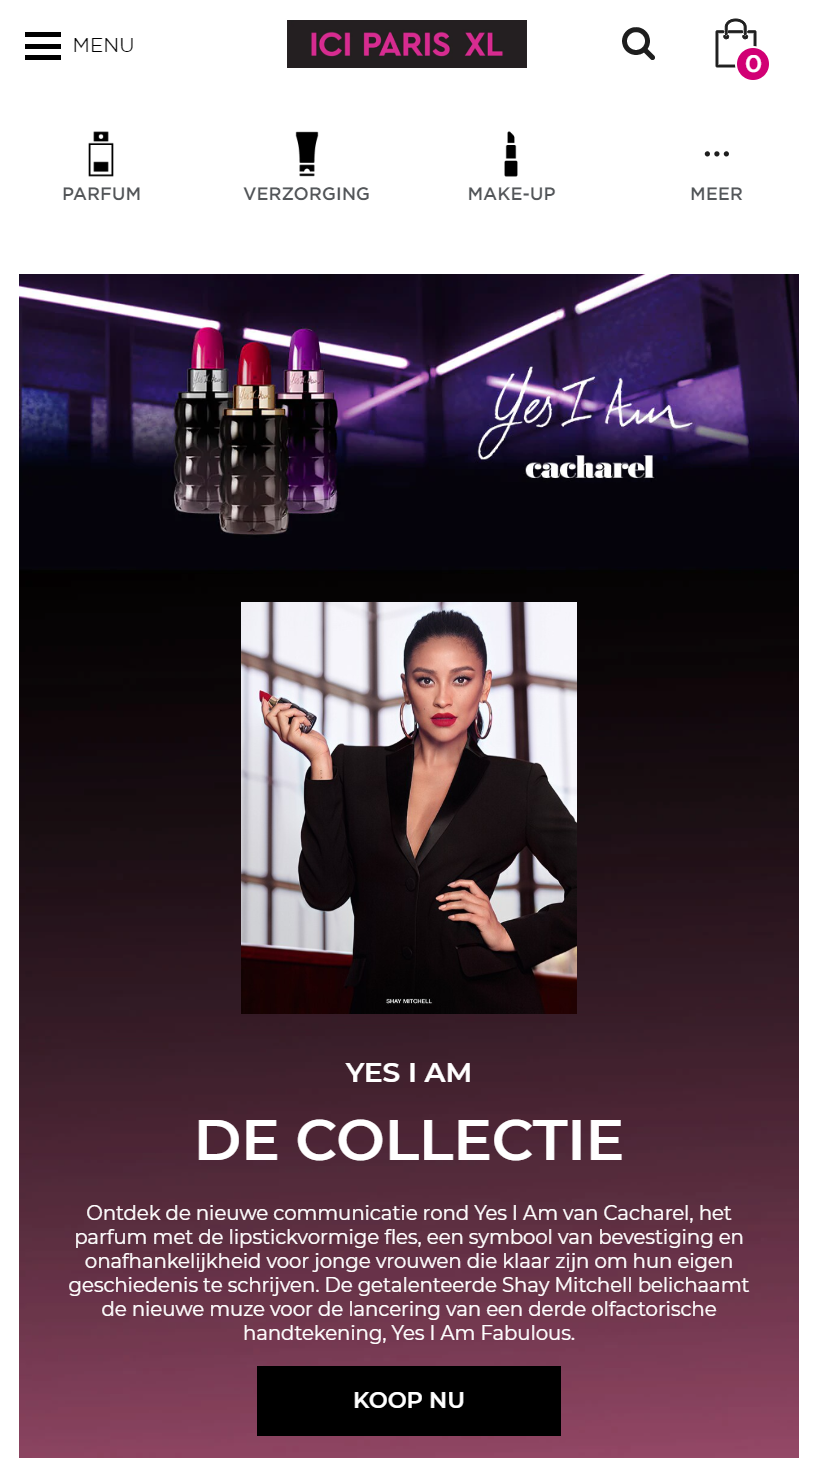 MENU
ICI PARIS XL
0
PARFUM
VERZORGING
MAKE-UP
MEER
Yes I Am
cacharel
SHAY MITCHELL
YES I AM
DE COLLECTIE
Ontdek de nieuwe communicatie rond Yes I Am van Cacharel, het
parfum met de lipstickvormige fles, een symbool van bevestiging en
onafhankelijkheid voor jonge vrouwen die klaar zijn om hun eigen
geschiedenis te schrijven. De getalenteerde Shay Mitchell belichaamt
de nieuwe muze voor de lancering van een derde olfactorische
handtekening, Yes I Am Fabulous.
KOOP NU